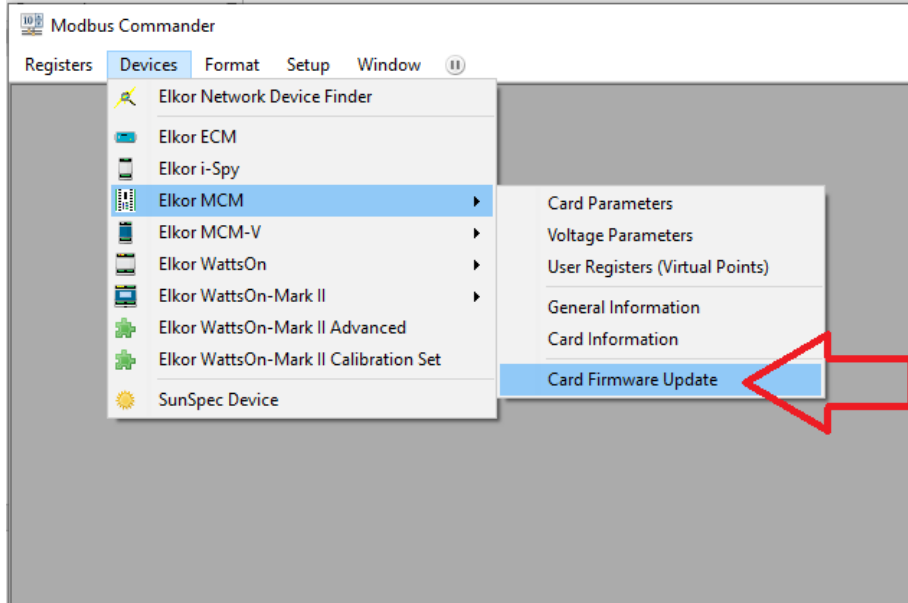 Modbus Commander
Registers Devices Format Setup Window
Elkor Network Device Finder
Elkor ECM
Elkor i-Spy
Elkor MCM
Elkor MCM-V
Elkor WattsOn
Elkor WattsOn-Mark II
Elkor WattsOn-Mark II Advanced
Elkor WattsOn-Mark II Calibration Set
SunSpec Device
Card Parameters
Voltage Parameters
User Registers (Virtual Points)
General Information
Card Information
Card Firmware Update